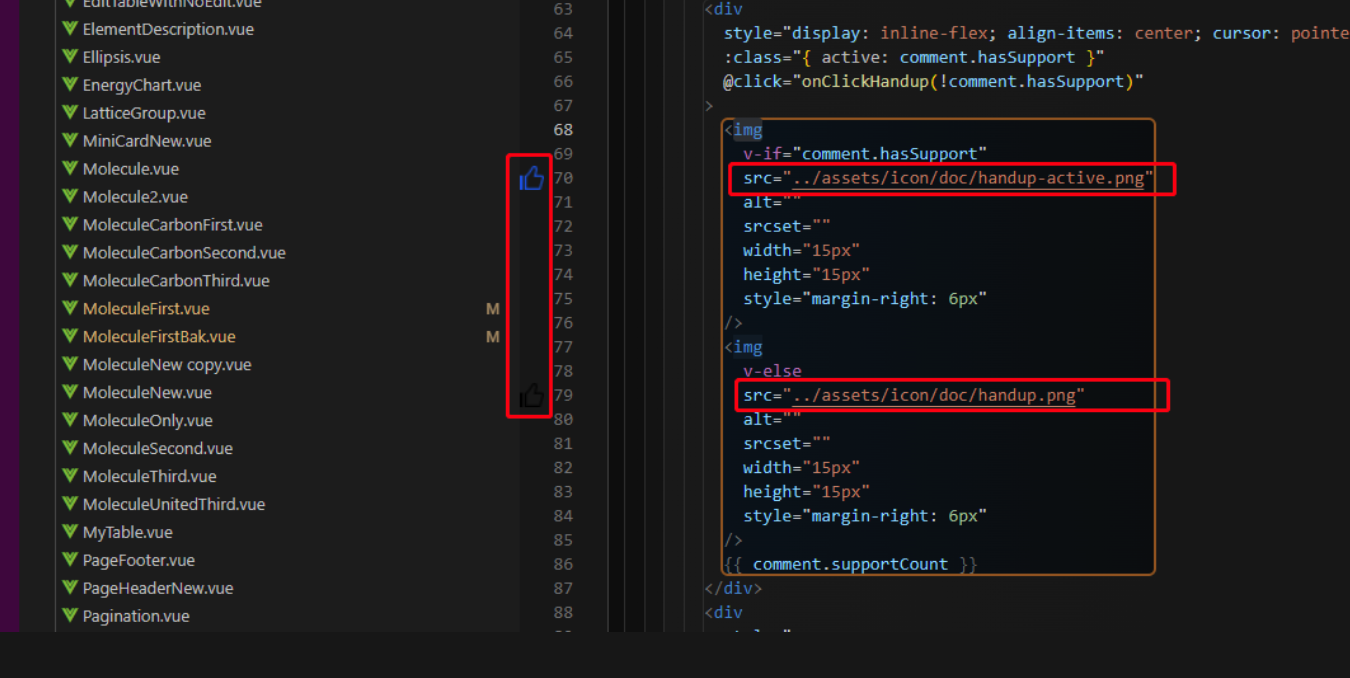 EditTableWithNoEdit.vue
ElementDescription.vue
Ellipsis.vue
EnergyChart.vue
LatticeGroup.vue
MiniCardNew.vue
Molecule.vue
Molecule2.vue
MoleculeCarbonFirst.vue
MoleculeCarbonSecond.vue
MoleculeCarbonThird.vue
MoleculeFirst.vue M
MoleculeFirstBak.vue M
MoleculeNew copy.vue
MoleculeNew.vue
MoleculeOnly.vue
MoleculeSecond.vue
MoleculeThird.vue
MoleculeUnitedThird.vue
MyTable.vue
PageFooter.vue
PageHeaderNew.vue
Pagination.vue
63 <div
64 style="display: inline-flex; align-items: center; cursor: pointe
65 :class="{ active: comment.hasSupport }"
66 @click="onClickHandup(!comment.hasSupport)"
67 >
68 <img
69 v-if="comment.hasSupport"
70 src="../assets/icon/doc/handup-active.png"
71 alt=""
72 srcset=""
73 width="15px"
74 height="15px"
75 style="margin-right: 6px"
76 />
77 <img
78 v-else
79 src="../assets/icon/doc/handup.png"
80 alt=""
81 srcset=""
82 width="15px"
83 height="15px"
84 style="margin-right: 6px"
85 />
86 {{ comment.supportCount }}
87 </div>
88 <div